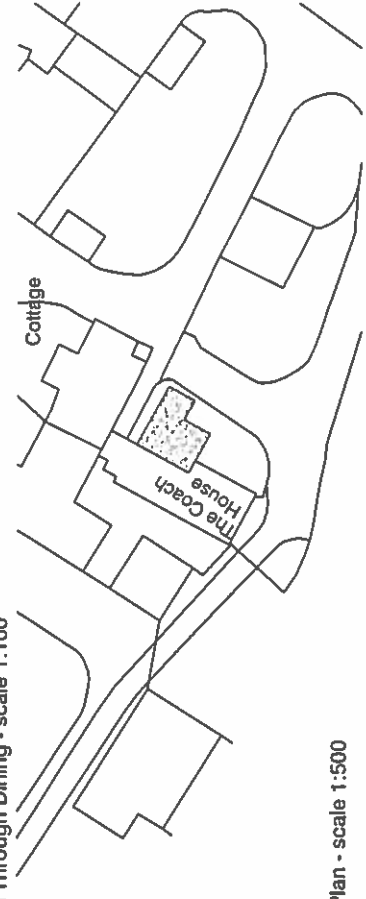 Through Dining - scale 1:100
Cottage
The Coach
House
Plan - scale 1:500